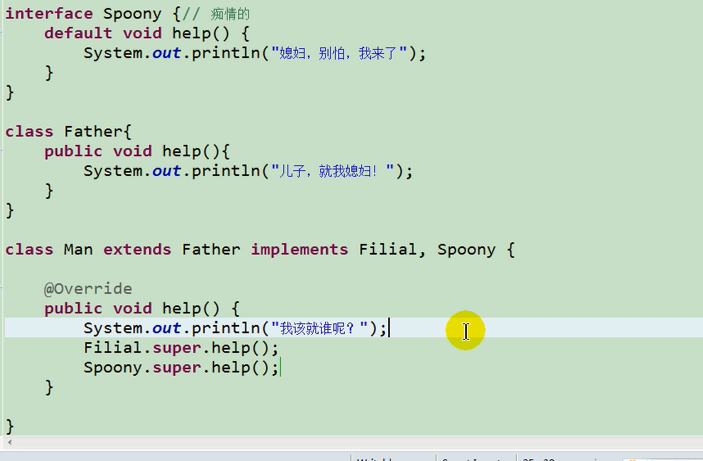 interface Spoony {// 痴情的
default void help() {
System.out.println("媳妇，别怕，我来了");
}
}
class Father{
public void help(){
System.out.println("儿子，就我媳妇！");
}
}
class Man extends Father implements Filial, Spoony {
@Override
public void help() {
System.out.println("我该就谁呢？");
Filial.super.help();
Spoony.super.help();
}
}